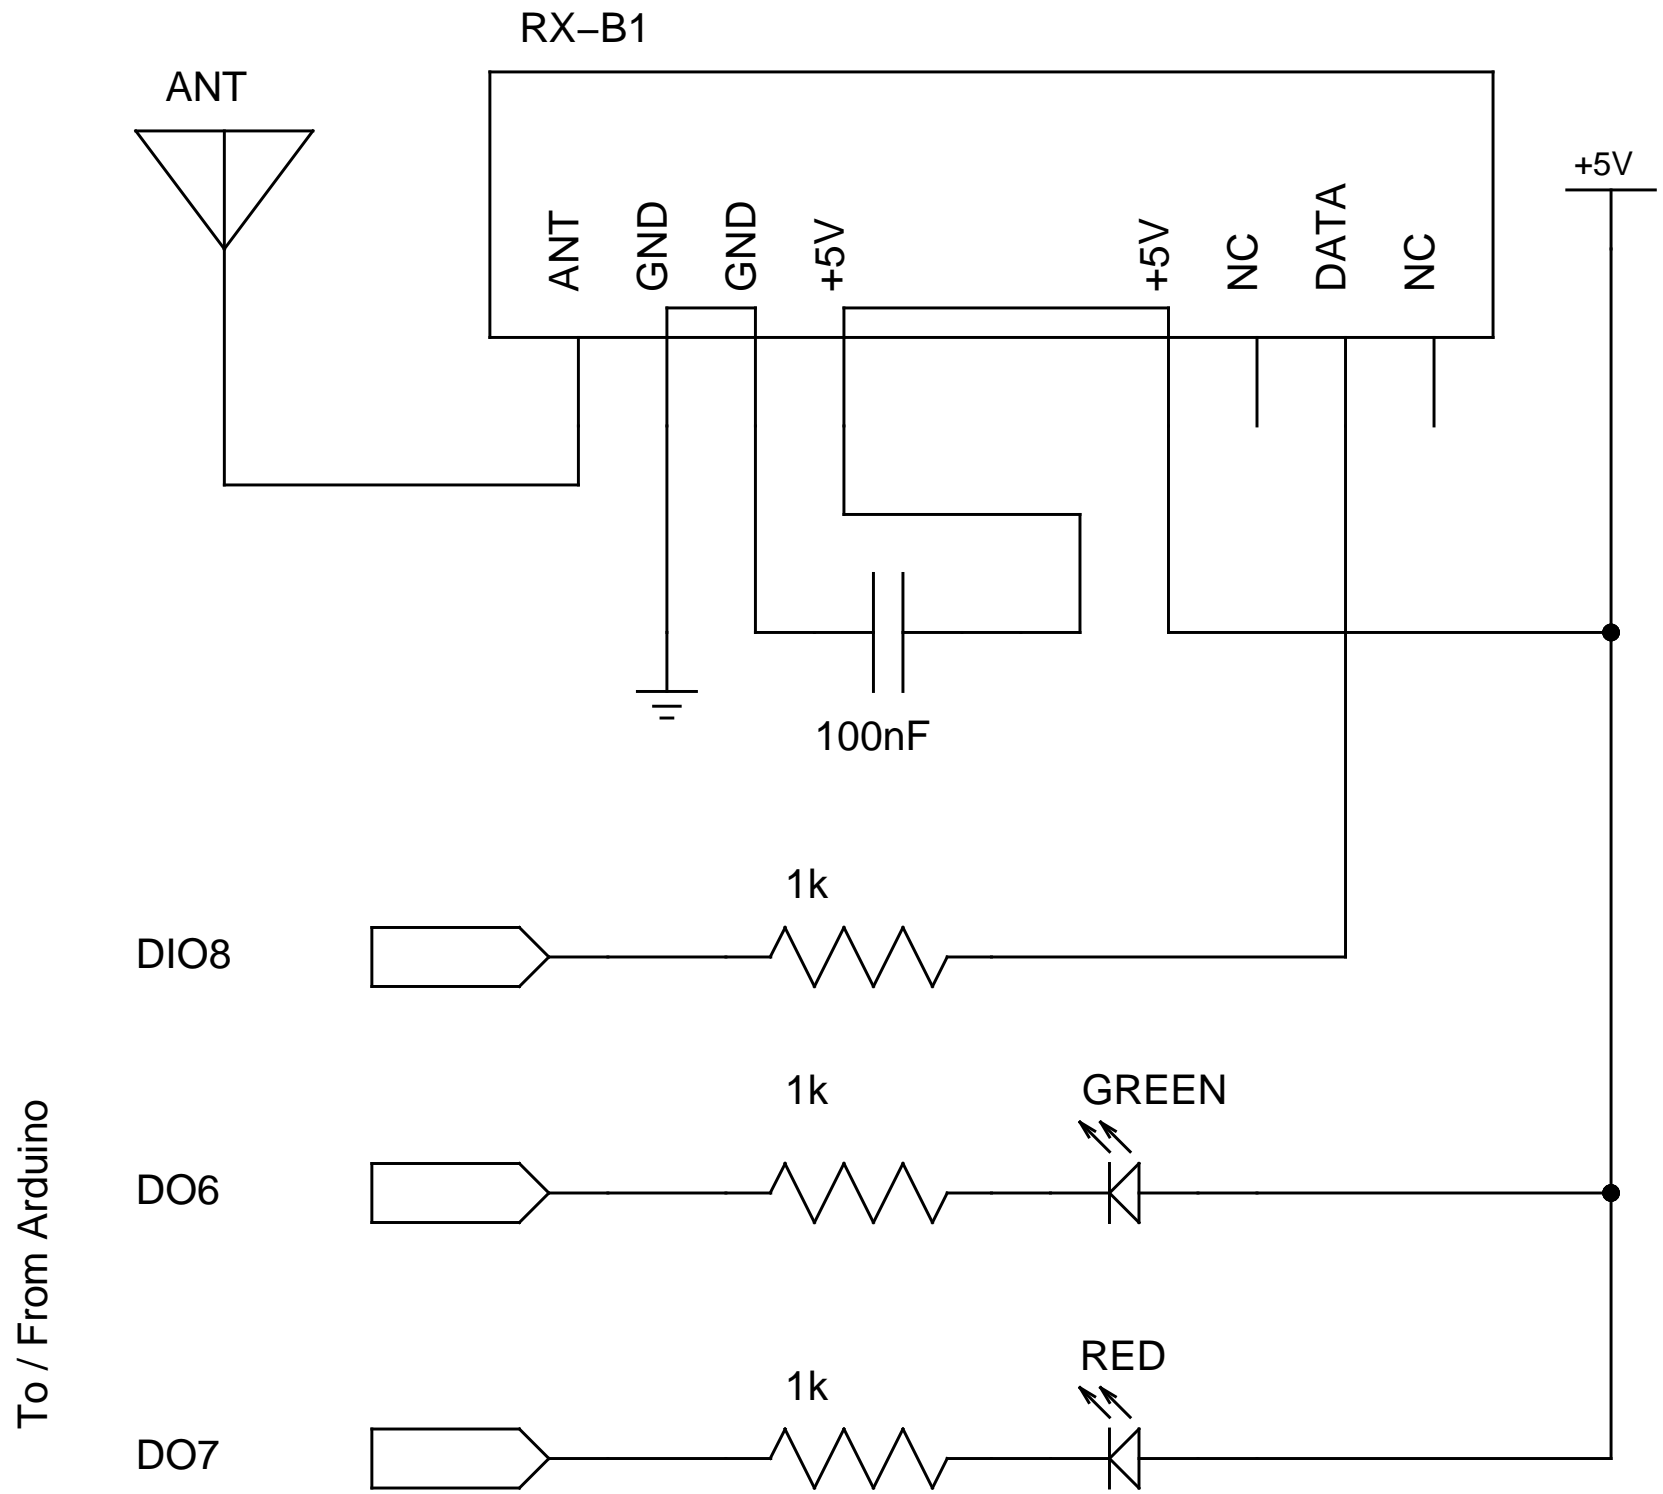 RX–B1
ANT
+5V
ANT
GND
GND
+5V
+5V
NC
DATA
NC
100nF
1k
DIO8
1k
GREEN
DO6
To / From Arduino
1k
RED
DO7